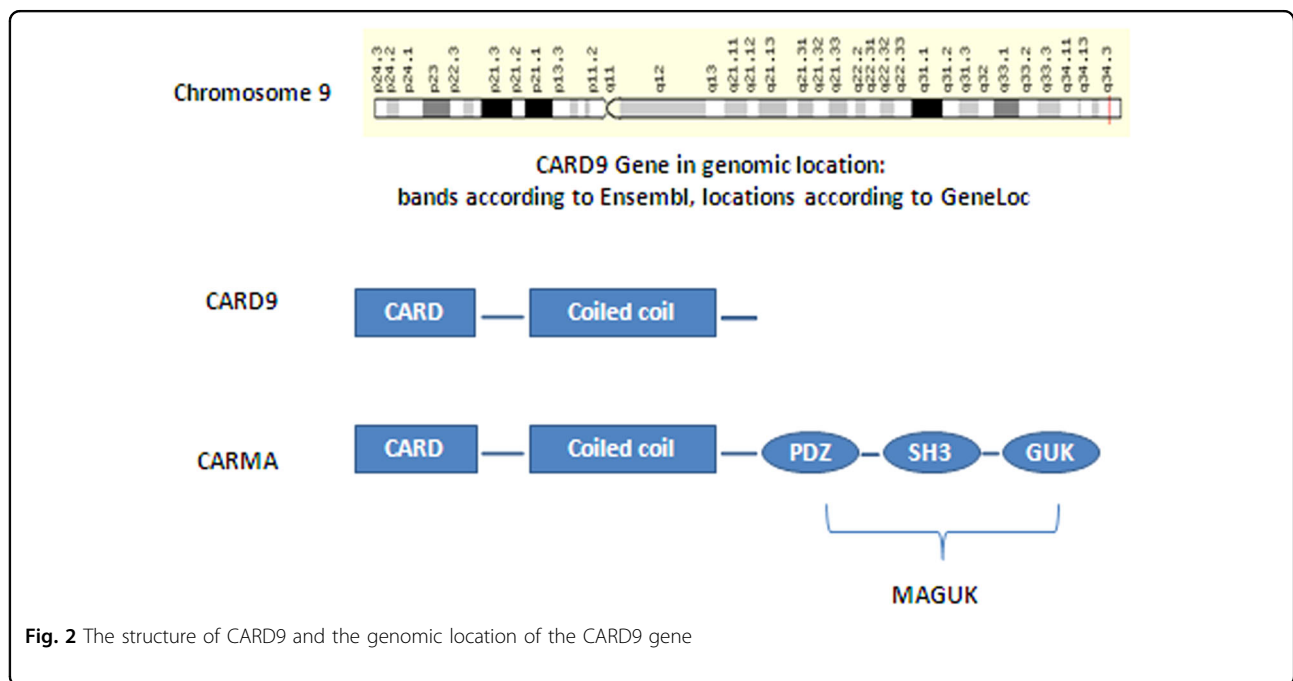 p24.3 p24.2 p24.1 p23 p22.3 p21.3 p21.2 p21.1 p13.3 p11.2 q11 q12 q13 q21.11 q21.12 q21.13 q21.31 q21.32 q21.33 q22.2 q22.31 q22.32 q22.33 q31.1 q31.2 q31.3 q32 q33.1 q33.2 q33.3 q34.11 q34.13 q34.3
Chromosome 9
CARD9 Gene in genomic location:
bands according to Ensembl, locations according to GeneLoc
CARD9 CARD Coiled coil
CARMA CARD Coiled coil PDZ SH3 GUK
MAGUK
Fig. 2 The structure of CARD9 and the genomic location of the CARD9 gene